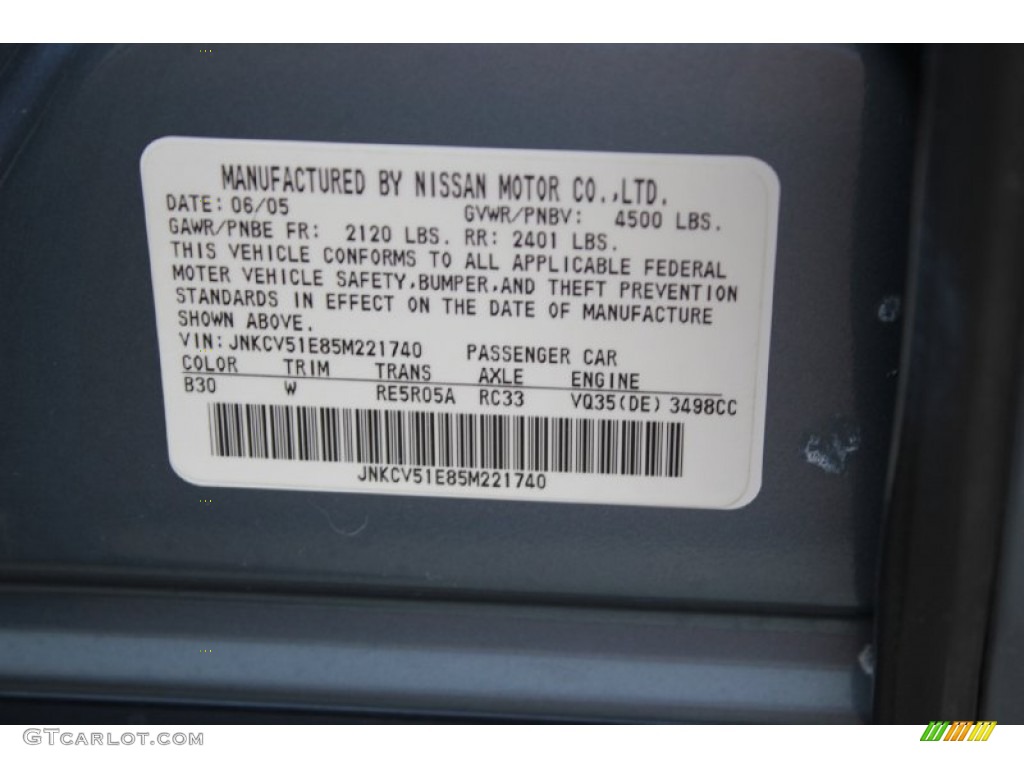 MANUFACTURED BY NISSAN MOTOR CO.,LTD.
DATE: 06/05 GVWR/PNBV: 4500 LBS.
GAWR/PNBE FR: 2120 LBS. RR: 2401 LBS.
THIS VEHICLE CONFORMS TO ALL APPLICABLE FEDERAL
MOTER VEHICLE SAFETY,BUMPER,AND THEFT PREVENTION
STANDARDS IN EFFECT ON THE DATE OF MANUFACTURE
SHOWN ABOVE.
VIN: JNKCV51E85M221740 PASSENGER CAR
COLOR TRIM TRANS AXLE ENGINE
B30 W RE5R05A RC33 VQ35(DE) 3498CC
JNKCV51E85M221740
GTCARLOT.COM